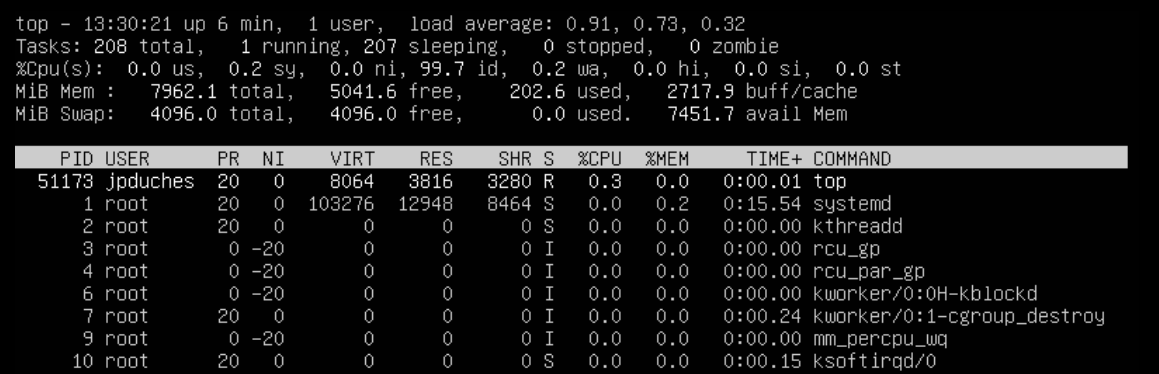 top - 13:30:21 up 6 min,  1 user,  load average: 0.91, 0.73, 0.32
Tasks: 208 total,   1 running, 207 sleeping,   0 stopped,   0 zombie
%Cpu(s):  0.0 us,  0.2 sy,  0.0 ni, 99.7 id,  0.2 wa,  0.0 hi,  0.0 si,  0.0 st
MiB Mem :   7962.1 total,   5041.6 free,    202.6 used,   2717.9 buff/cache
MiB Swap:   4096.0 total,   4096.0 free,      0.0 used.   7451.7 avail Mem
PID USER      PR  NI    VIRT    RES    SHR S  %CPU  %MEM     TIME+ COMMAND
51173 jpduches  20   0    8064   3816   3280 R   0.3   0.0   0:00.01 top
1 root      20   0  103276  12948   8464 S   0.0   0.2   0:15.54 systemd
2 root      20   0       0      0      0 S   0.0   0.0   0:00.00 kthreadd
3 root       0 -20       0      0      0 I   0.0   0.0   0:00.00 rcu_gp
4 root       0 -20       0      0      0 I   0.0   0.0   0:00.00 rcu_par_gp
6 root       0 -20       0      0      0 I   0.0   0.0   0:00.00 kworker/0:0H-kblockd
7 root      20   0       0      0      0 I   0.0   0.0   0:00.24 kworker/0:1-cgroup_destroy
9 root       0 -20       0      0      0 I   0.0   0.0   0:00.00 mm_percpu_wq
10 root      20   0       0      0      0 S   0.0   0.0   0:00.15 ksoftirqd/0